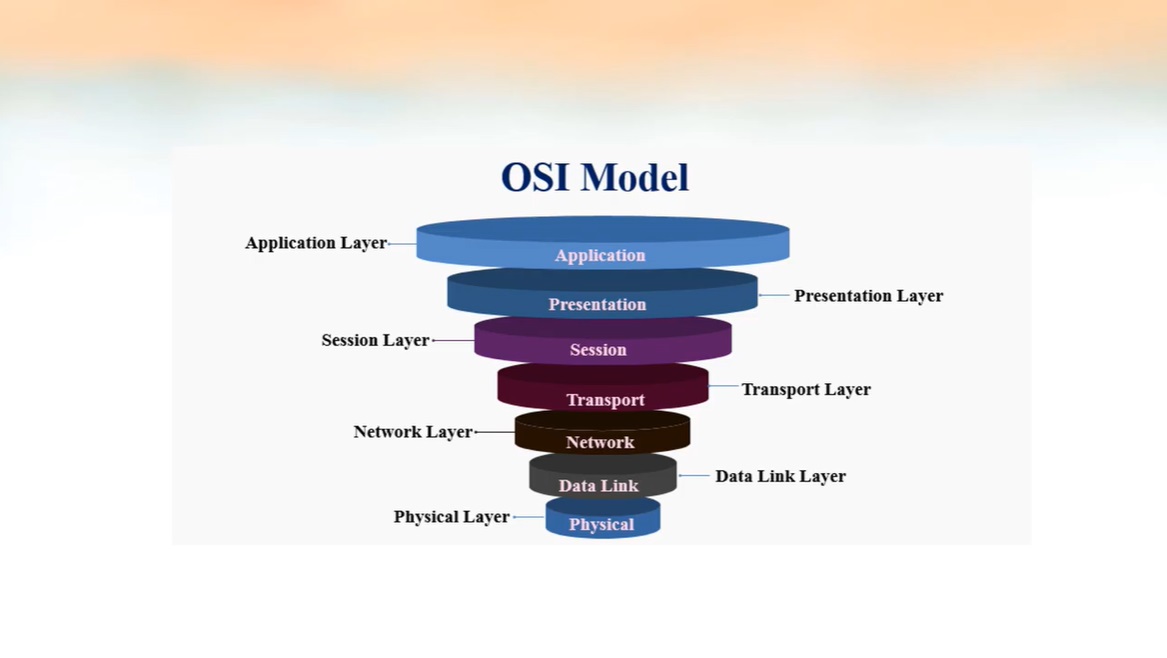 OSI Model
Application Layer
Application
Presentation
Presentation Layer
Session Layer
Session
Transport
Transport Layer
Network Layer
Network
Data Link
Data Link Layer
Physical Layer
Physical